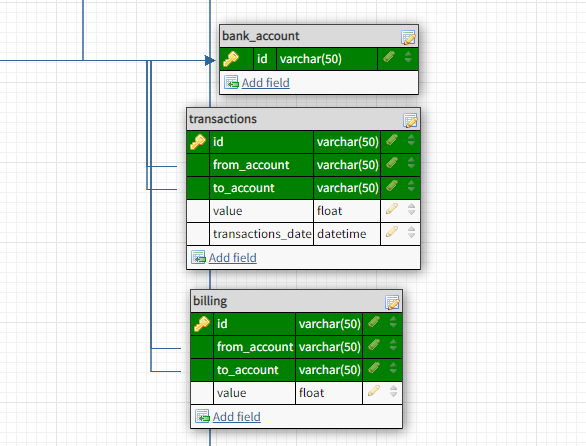 bank_account
id varchar(50)
Add field
transactions
id varchar(50)
from_account varchar(50)
to_account varchar(50)
value float
transactions_date datetime
Add field
billing
id varchar(50)
from_account varchar(50)
to_account varchar(50)
value float
Add field